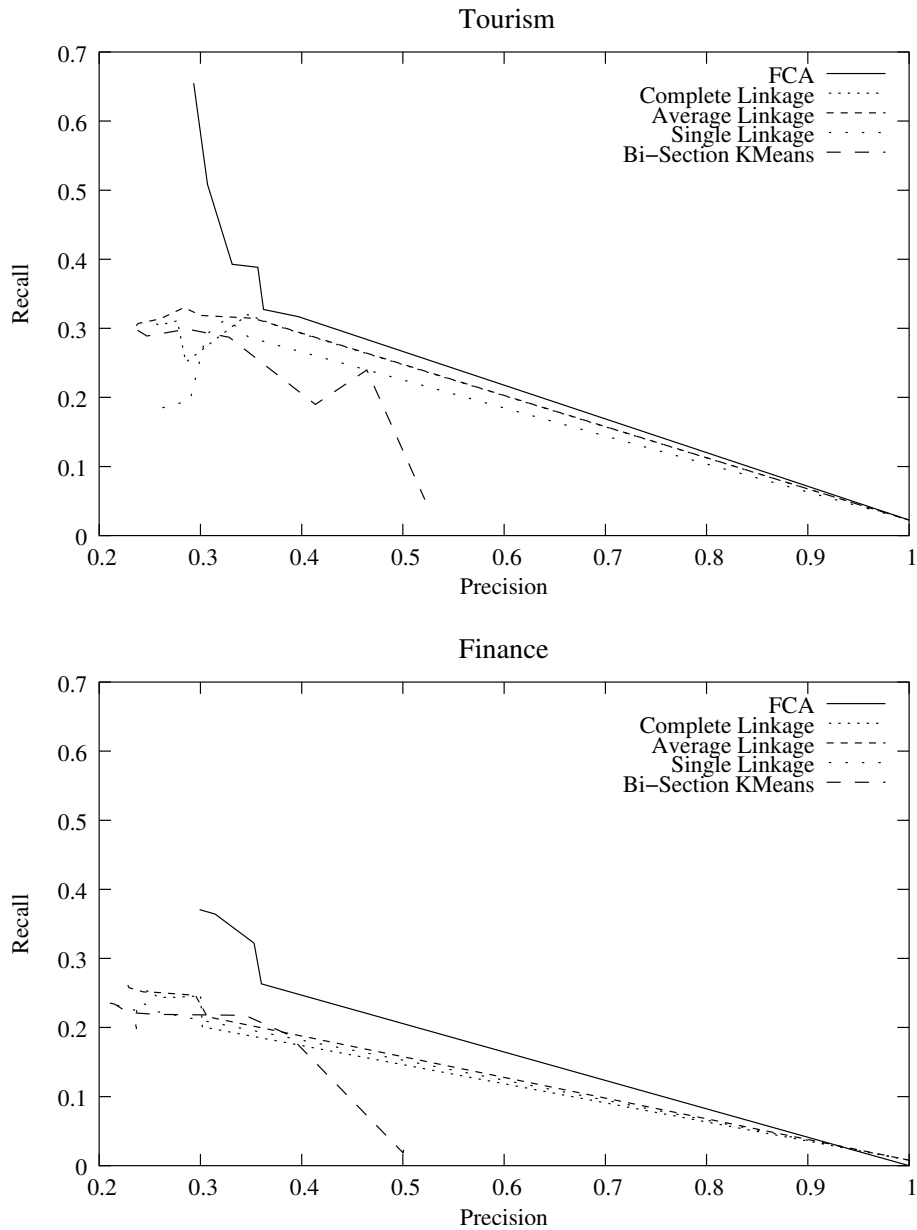 Tourism
0.7
0.6
0.5
0.4
0.3
0.2
0.1
0
Recall
FCA
Complete Linkage
Average Linkage
Single Linkage
Bi−Section KMeans
0.2 0.3 0.4 0.5 0.6 0.7 0.8 0.9 1
Precision
Finance
0.7
0.6
0.5
0.4
0.3
0.2
0.1
0
Recall
FCA
Complete Linkage
Average Linkage
Single Linkage
Bi−Section KMeans
0.2 0.3 0.4 0.5 0.6 0.7 0.8 0.9 1
Precision